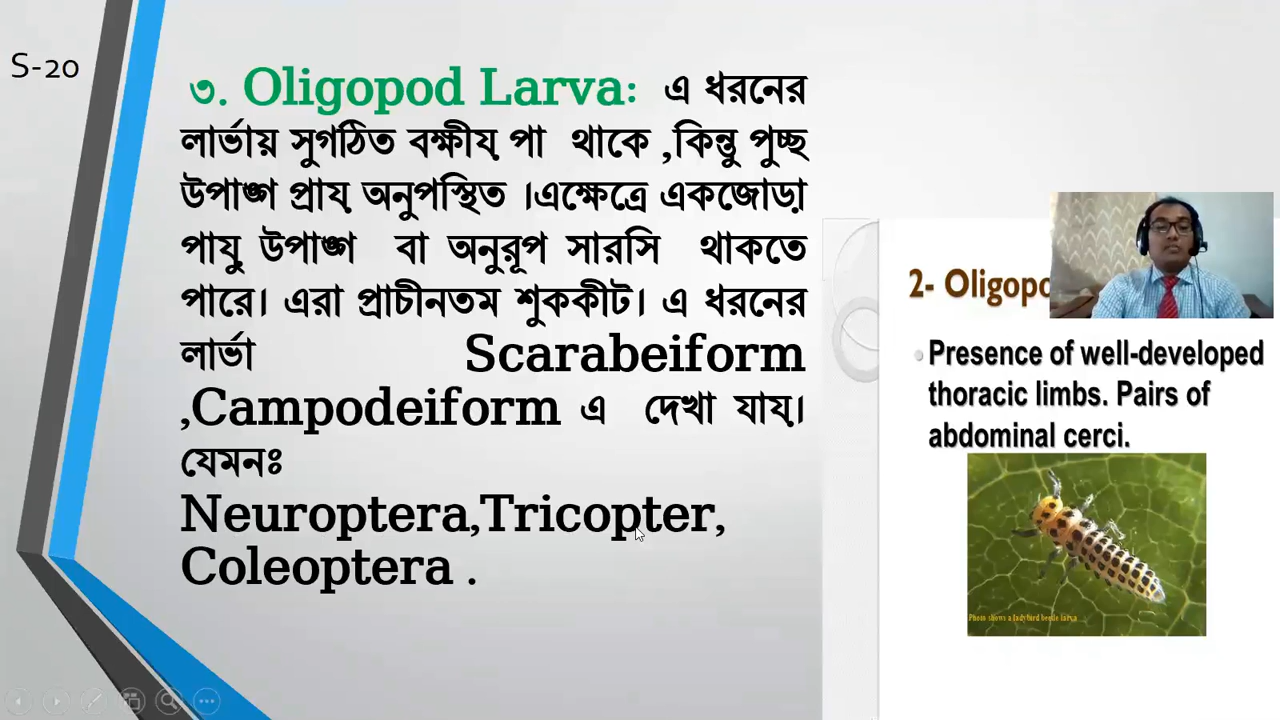 S-20
৩. Oligopod Larva: এ ধরনের
লার্ভায় সুগঠিত বক্ষীয় পা থাকে ,কিন্তু পুচ্ছ
উপাঙ্গ প্রায় অনুপস্থিত ।এক্ষেত্রে একজোড়া
পায়ু উপাঙ্গ বা অনুরূপ সারসি থাকতে
পারে। এরা প্রাচীনতম শুককীট। এ ধরনের
লার্ভা Scarabeiform
,Campodeiform এ দেখা যায়।
যেমনঃ
Neuroptera,Tricopter,
Coleoptera .
2- Oligopo
Presence of well-developed
thoracic limbs. Pairs of
abdominal cerci.
Photo shows a ladybird beetle larva